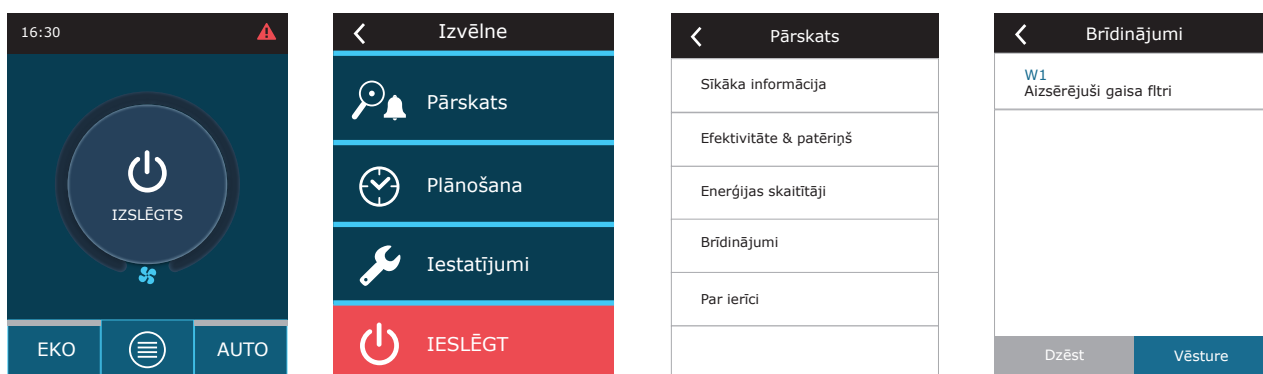 16:30
IZSLĒGTS
EKO
AUTO
Izvēlne
Pārskats
Plānošana
Iestatījumi
IESLĒGT
Pārskats
Sīkāka informācija
Efektivitāte & patēriņš
Enerģijas skaitītāji
Brīdinājumi
Par ierīci
Brīdinājumi
W1
Aizsērējuši gaisa fltri
Dzēst
Vēsture